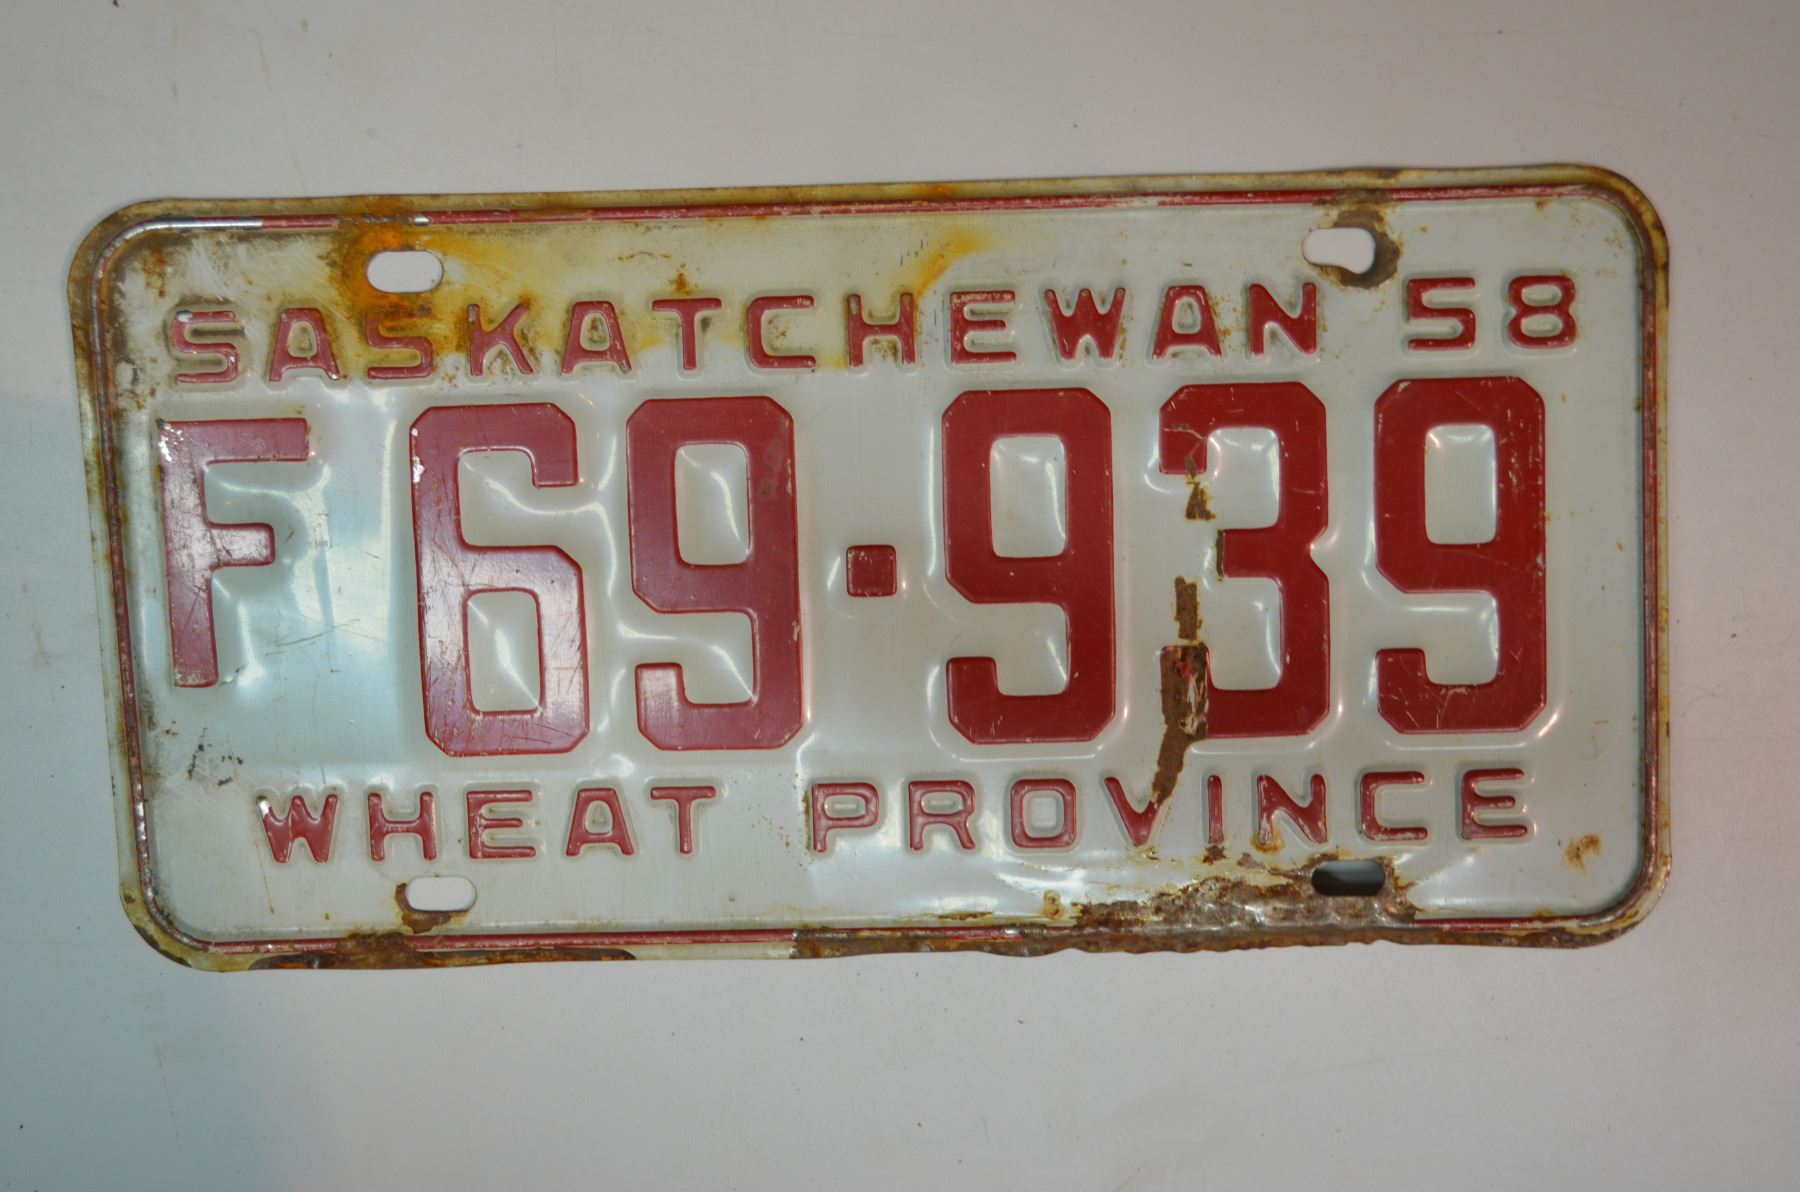 SASKATCHEWAN 58
F 69·939
WHEAT PROVINCE